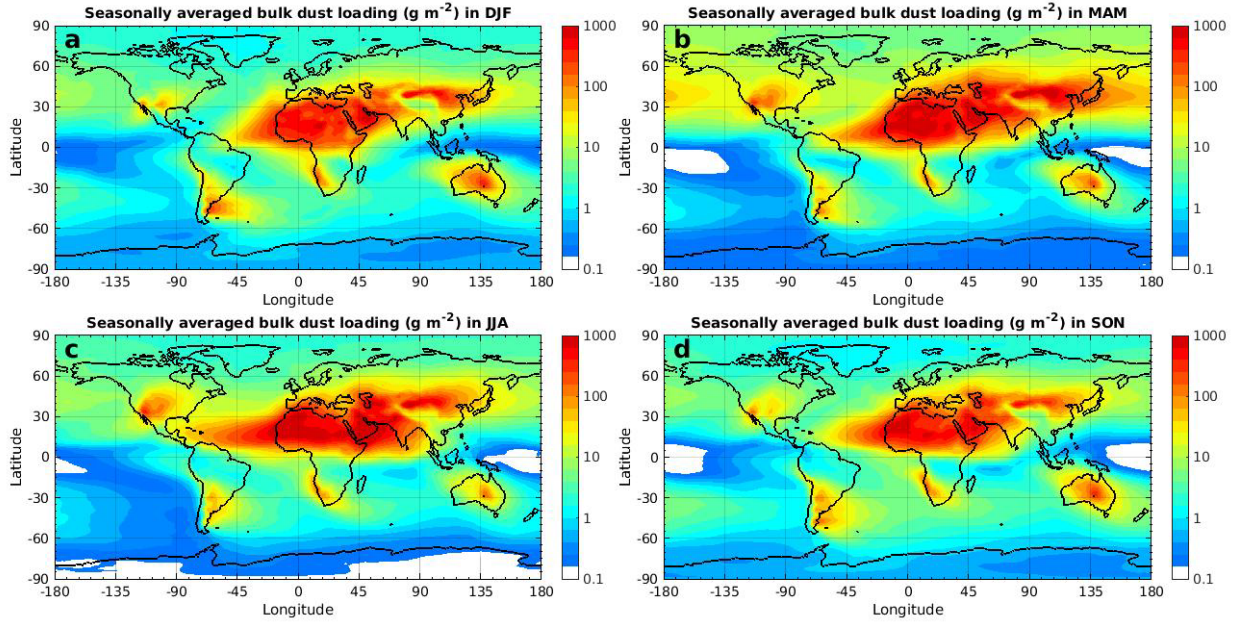 Seasonally averaged bulk dust loading (g m⁻²) in DJF
a
90
60
30
0
-30
-60
-90
Latitude
-180 -135 -90 -45 0 45 90 135 180
Longitude
1000
100
10
1
0.1
Seasonally averaged bulk dust loading (g m⁻²) in MAM
b
90
60
30
0
-30
-60
-90
Latitude
-180 -135 -90 -45 0 45 90 135 180
Longitude
1000
100
10
1
0.1
Seasonally averaged bulk dust loading (g m⁻²) in JJA
c
90
60
30
0
-30
-60
-90
Latitude
-180 -135 -90 -45 0 45 90 135 180
Longitude
1000
100
10
1
0.1
Seasonally averaged bulk dust loading (g m⁻²) in SON
d
90
60
30
0
-30
-60
-90
Latitude
-180 -135 -90 -45 0 45 90 135 180
Longitude
1000
100
10
1
0.1